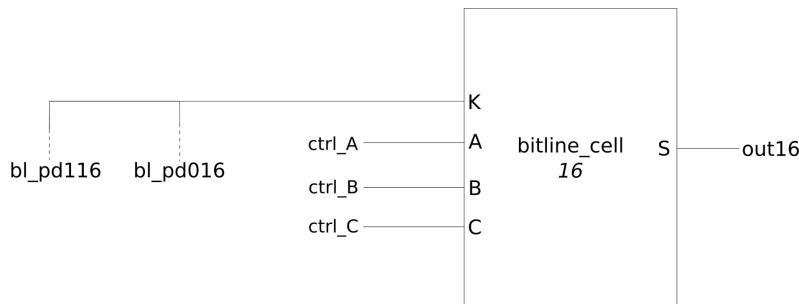 K
ctrl_A
A
bitline_cell
S
out16
bl_pd116
bl_pd016
16
ctrl_B
B
ctrl_C
C